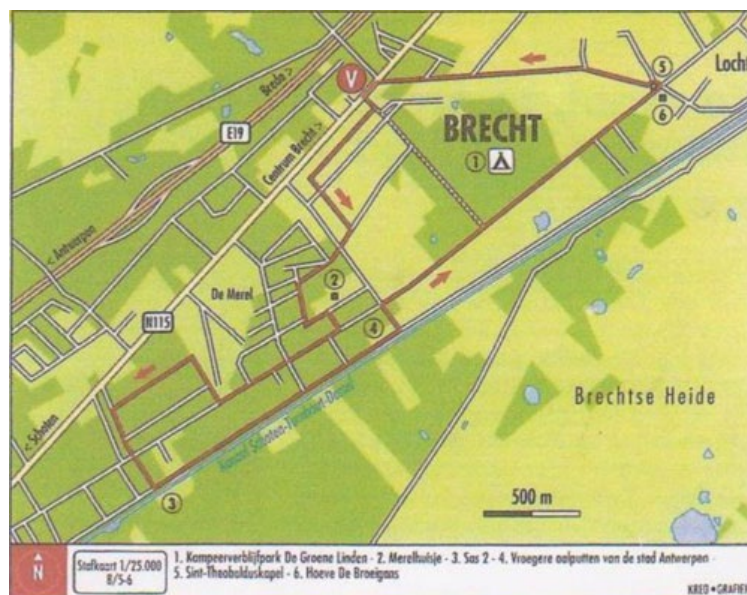 V
Breda >
E19
Centrum Brecht >
BRECHT
1
5
Locht
6
< Antwerpen
2
De Merel
N115
4
< Schoten
Kanaal Schoten-Turnhout-Dessel
Brechtse Heide
3
500 m
N
Stafkaart 1/25.000
8/5-6
1. Kampeerverblijfpark De Groene Linden - 2. Merelhuisje - 3. Sas 2 - 4. Vroegere aalputten van de stad Antwerpen -
5. Sint-Theobalduskapel - 6. Hoeve De Broeigans
KRED • GRAFIEK